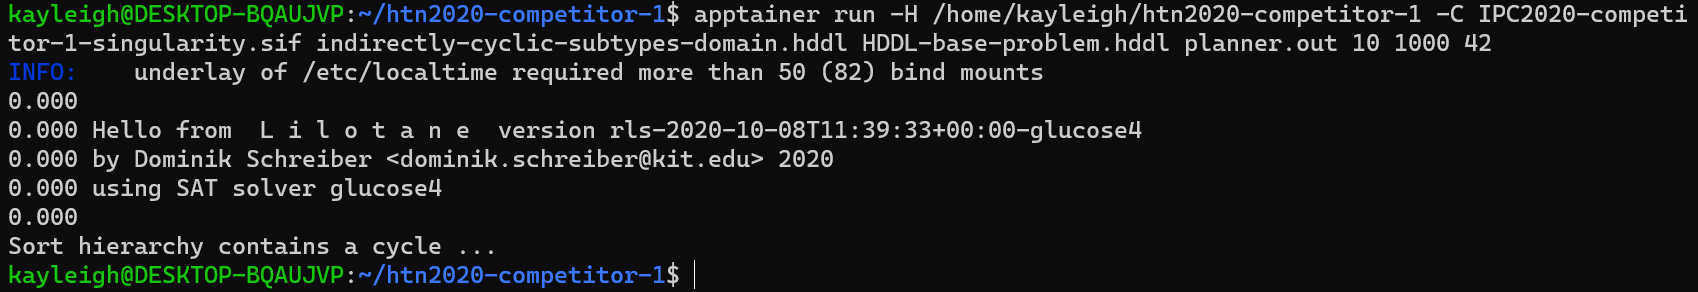 kayleigh@DESKTOP-BQAUJVP:~/htn2020-competitor-1$ apptainer run -H /home/kayleigh/htn2020-competitor-1 -C IPC2020-competi
tor-1-singularity.sif indirectly-cyclic-subtypes-domain.hddl HDDL-base-problem.hddl planner.out 10 1000 42
INFO:    underlay of /etc/localtime required more than 50 (82) bind mounts
0.000
0.000 Hello from  L i l o t a n e  version rls-2020-10-08T11:39:33+00:00-glucose4
0.000 by Dominik Schreiber <dominik.schreiber@kit.edu> 2020
0.000 using SAT solver glucose4
0.000
Sort hierarchy contains a cycle ...
kayleigh@DESKTOP-BQAUJVP:~/htn2020-competitor-1$